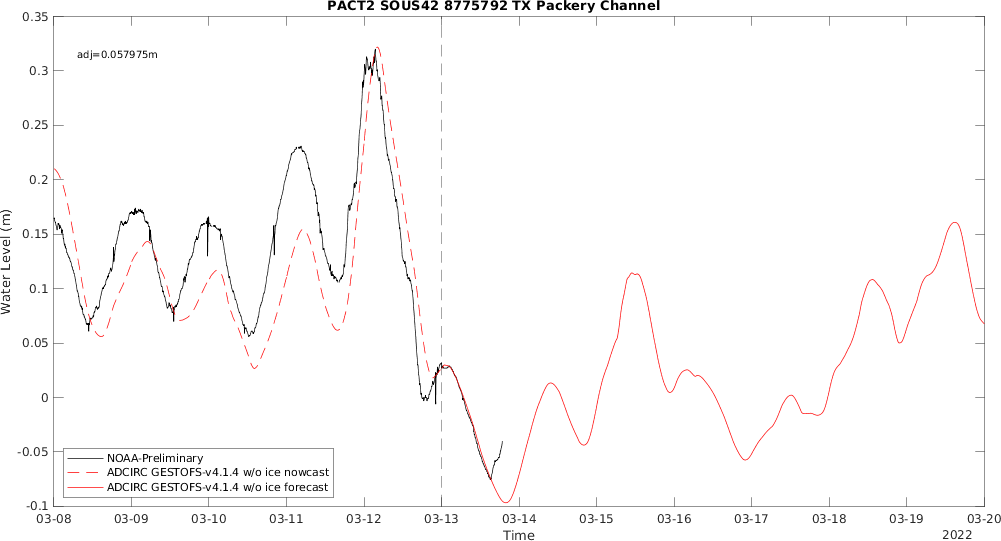 PACT2 SOUS42 8775792 TX Packery Channel
adj=0.057975m
Water Level (m)
0.35
0.3
0.25
0.2
0.15
0.1
0.05
0
-0.05
-0.1
NOAA-Preliminary
ADCIRC GESTOFS-v4.1.4 w/o ice nowcast
ADCIRC GESTOFS-v4.1.4 w/o ice forecast
03-08 03-09 03-10 03-11 03-12 03-13 03-14 03-15 03-16 03-17 03-18 03-19 03-20
Time
2022